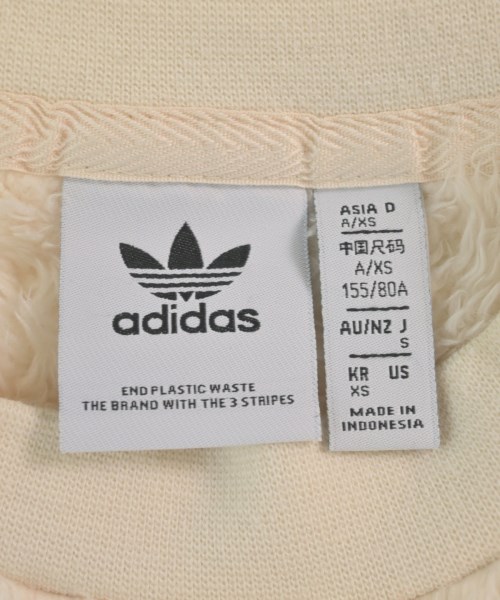 adidas
END PLASTIC WASTE
THE BRAND WITH THE 3 STRIPES
ASIA D
A/XS
中国尺码
A/XS
155/80A
AU/NZ J
S
KR US
XS
MADE IN
INDONESIA